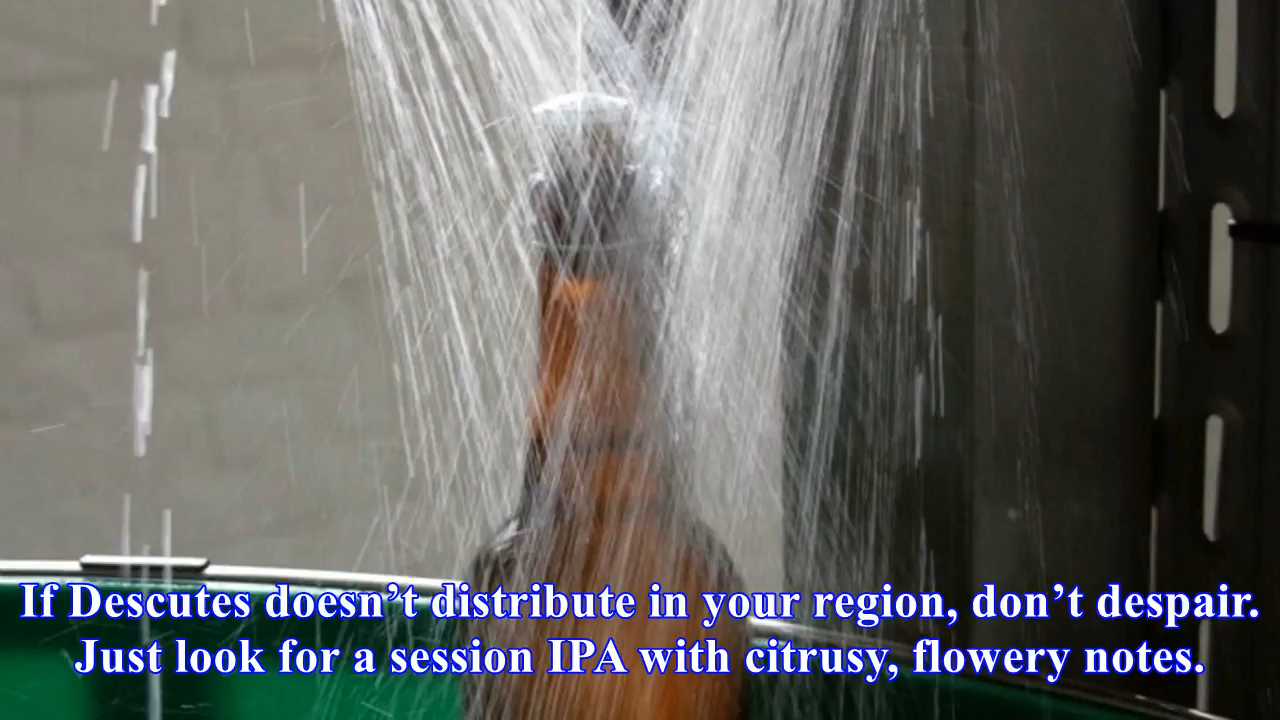 If Descutes doesn’t distribute in your region, don’t despair.
Just look for a session IPA with citrusy, flowery notes.